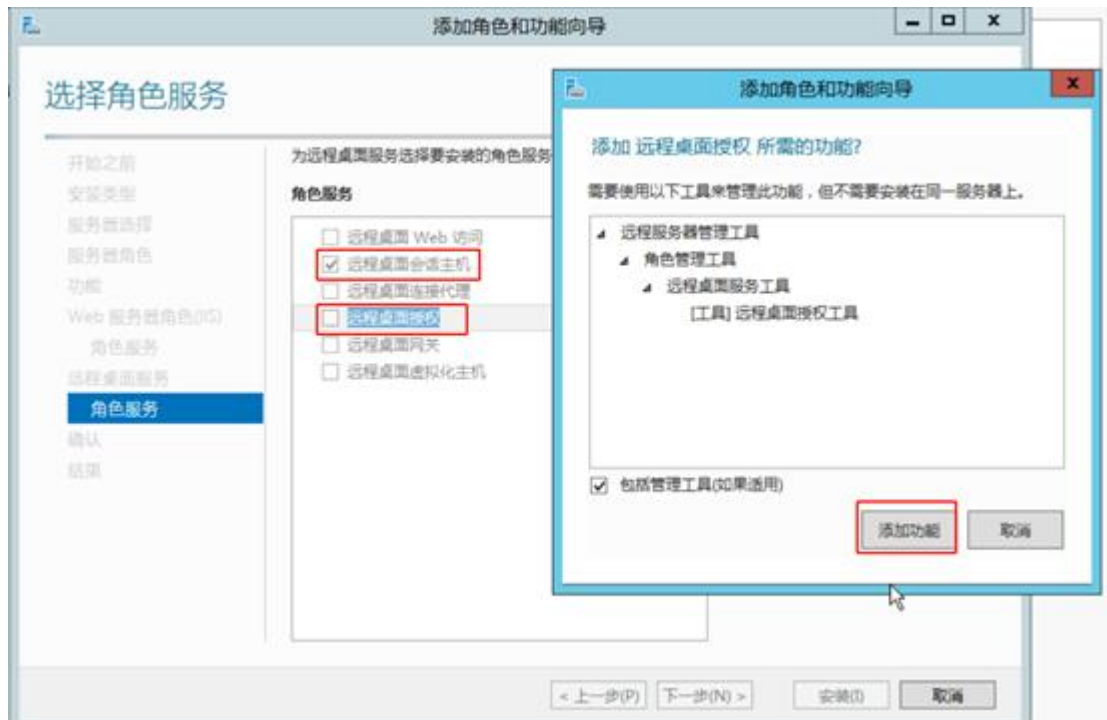 添加角色和功能向导
选择角色服务
开始之前
安装类型
服务器选择
服务器角色
功能
Web 服务器角色(IIS)
角色服务
远程桌面服务
角色服务
确认
结果
为远程桌面服务选择要安装的角色服务
角色服务
远程桌面 Web 访问
远程桌面会话主机
远程桌面连接代理
远程桌面授权
远程桌面网关
远程桌面虚拟化主机
< 上一步(P) 下一步(N) > 安装(I) 取消
添加角色和功能向导
添加 远程桌面授权 所需的功能?
需要使用以下工具来管理此功能，但不需要安装在同一服务器上。
远程服务器管理工具
角色管理工具
远程桌面服务工具
[工具] 远程桌面授权工具
包括管理工具(如果适用)
添加功能 取消